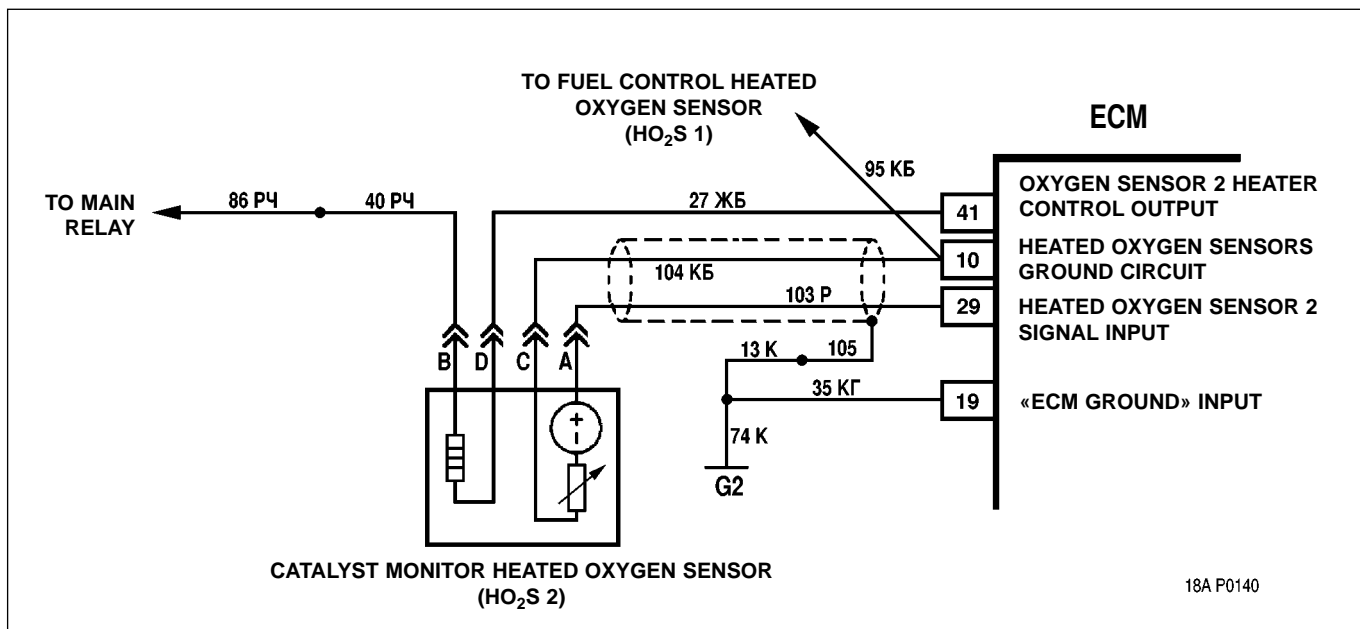 TO FUEL CONTROL HEATED
OXYGEN SENSOR
(HO2S 1)
ECM
95 КБ
TO MAIN
RELAY
86 РЧ
40 РЧ
27 ЖБ
41
OXYGEN SENSOR 2 HEATER
CONTROL OUTPUT
104 КБ
10
HEATED OXYGEN SENSORS
GROUND CIRCUIT
103 Р
29
HEATED OXYGEN SENSOR 2
SIGNAL INPUT
B
D
C
A
13 К
105
35 КГ
19
«ECM GROUND» INPUT
74 К
G2
CATALYST MONITOR HEATED OXYGEN SENSOR
(HO2S 2)
18A P0140